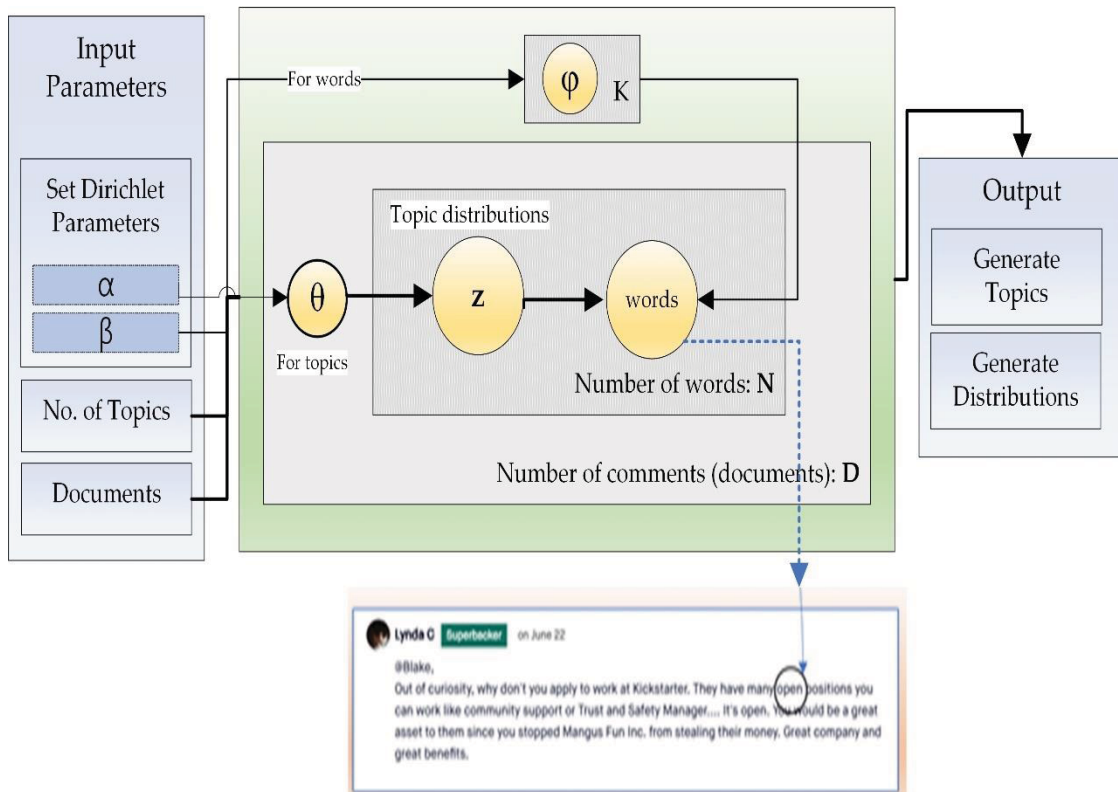 Input
Parameters
Set Dirichlet
Parameters
α
β
No. of Topics
Documents
For words
φ
K
Topic distributions
θ
For topics
z
words
Number of words: N
Number of comments (documents): D
Output
Generate
Topics
Generate
Distributions
Lynda C Superbacker on June 22
@Blake,
Out of curiosity, why don't you apply to work at Kickstarter. They have many open positions you
can work like community support or Trust and Safety Manager.... It's open. You would be a great
asset to them since you stopped Mangus Fun Inc. from stealing their money. Great company and
great benefits.